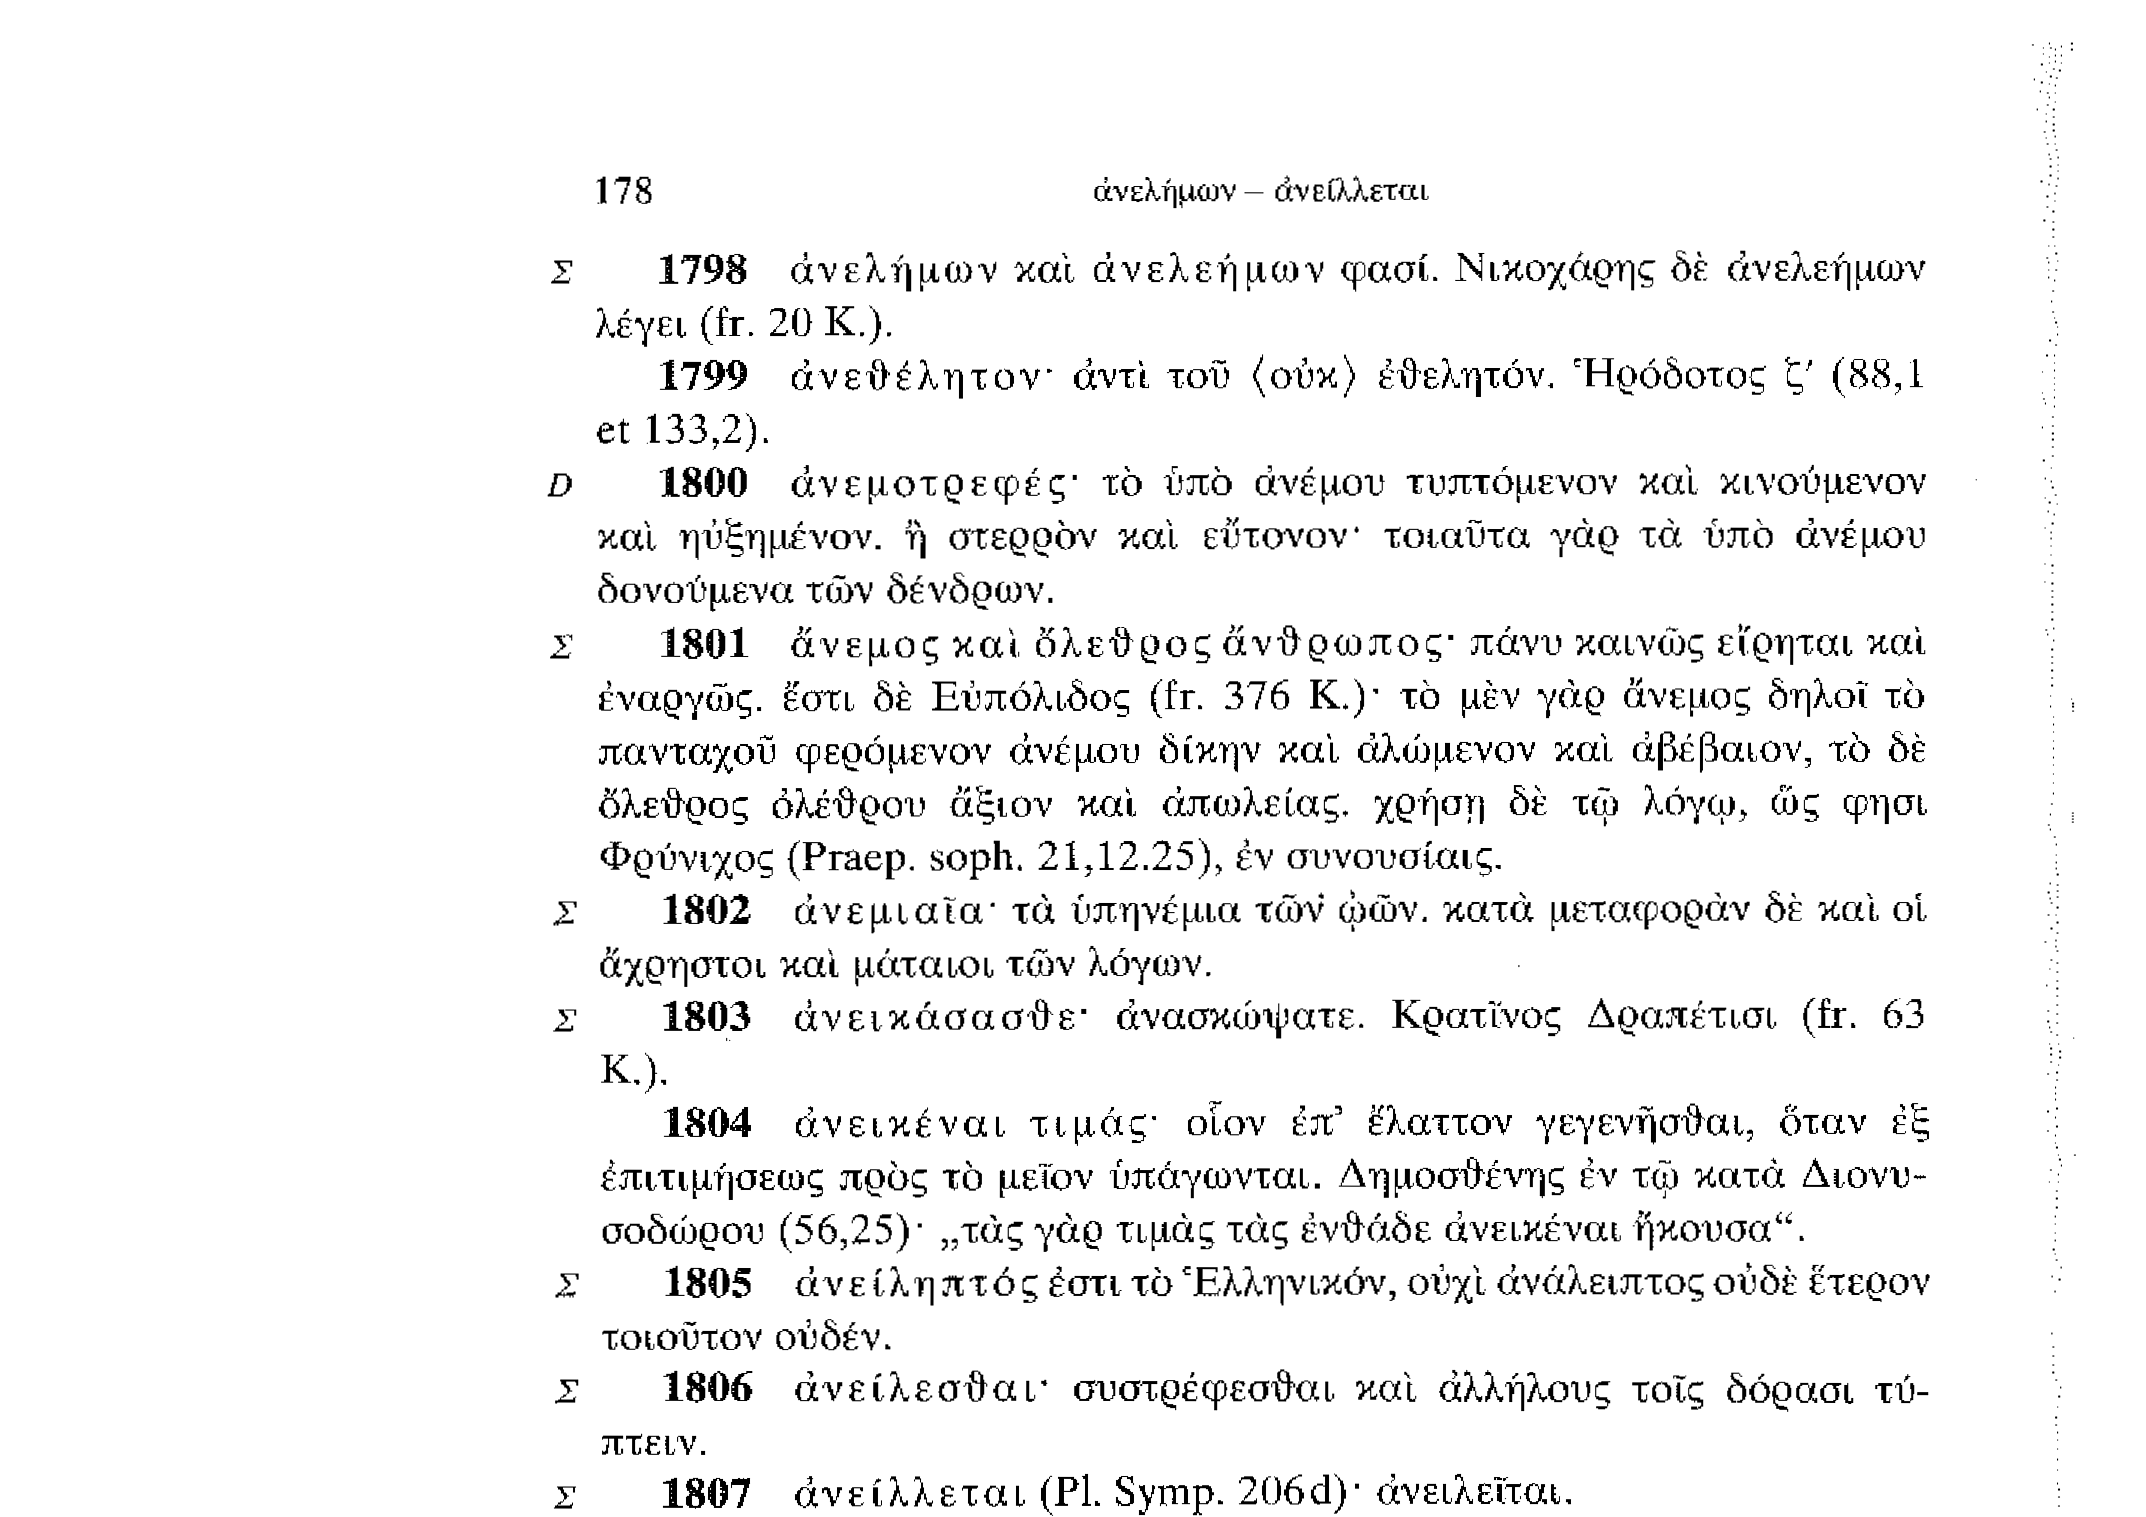 178 ἀνελήμων – ἀνείλλεται
Σ 1798 ἀνελήμων καὶ ἀνελεήμων φασί. Νικοχάρης δὲ ἀνελεήμων
λέγει (fr. 20 K.).
1799 ἀνεθέλητον· ἀντὶ τοῦ ⟨οὐκ⟩ ἐθελητόν. Ἡρόδοτος ζ′ (88,1
et 133,2).
D 1800 ἀνεμοτρεφές· τὸ ὑπὸ ἀνέμου τυπτόμενον καὶ κινούμενον
καὶ ηὐξημένον. ἢ στερρὸν καὶ εὔτονον· τοιαῦτα γὰρ τὰ ὑπὸ ἀνέμου
δονούμενα τῶν δένδρων.
Σ 1801 ἄνεμος καὶ ὄλεθρος ἄνθρωπος· πάνυ καινῶς εἴρηται καὶ
ἐναργῶς. ἔστι δὲ Εὐπόλιδος (fr. 376 K.)· τὸ μὲν γὰρ ἄνεμος δηλοῖ τὸ
πανταχοῦ φερόμενον ἀνέμου δίκην καὶ ἀλώμενον καὶ ἀβέβαιον, τὸ δὲ
ὄλεθρος ὀλέθρου ἄξιον καὶ ἀπωλείας. χρήσῃ δὲ τῷ λόγῳ, ὥς φησι
Φρύνιχος (Praep. soph. 21,12.25), ἐν συνουσίαις.
Σ 1802 ἀνεμιαῖα· τὰ ὑπηνέμια τῶν ᾠῶν. κατὰ μεταφορὰν δὲ καὶ οἱ
ἄχρηστοι καὶ μάταιοι τῶν λόγων.
Σ 1803 ἀνεικάσασθε· ἀνασκώψατε. Κρατῖνος Δραπέτισι (fr. 63
K.).
1804 ἀνεικέναι τιμάς· οἷον ἐπ’ ἔλαττον γεγενῆσθαι, ὅταν ἐξ
ἐπιτιμήσεως πρὸς τὸ μεῖον ὑπάγωνται. Δημοσθένης ἐν τῷ κατὰ Διονυ-
σοδώρου (56,25)· „τὰς γὰρ τιμὰς τὰς ἐνθάδε ἀνεικέναι ἤκουσα“.
Σ 1805 ἀνείληπτός ἐστι τὸ Ἑλληνικόν, οὐχὶ ἀνάλειπτος οὐδὲ ἕτερον
τοιοῦτον οὐδέν.
Σ 1806 ἀνείλεσθαι· συστρέφεσθαι καὶ ἀλλήλους τοῖς δόρασι τύ-
πτειν.
Σ 1807 ἀνείλλεται (Pl. Symp. 206d)· ἀνειλεῖται.